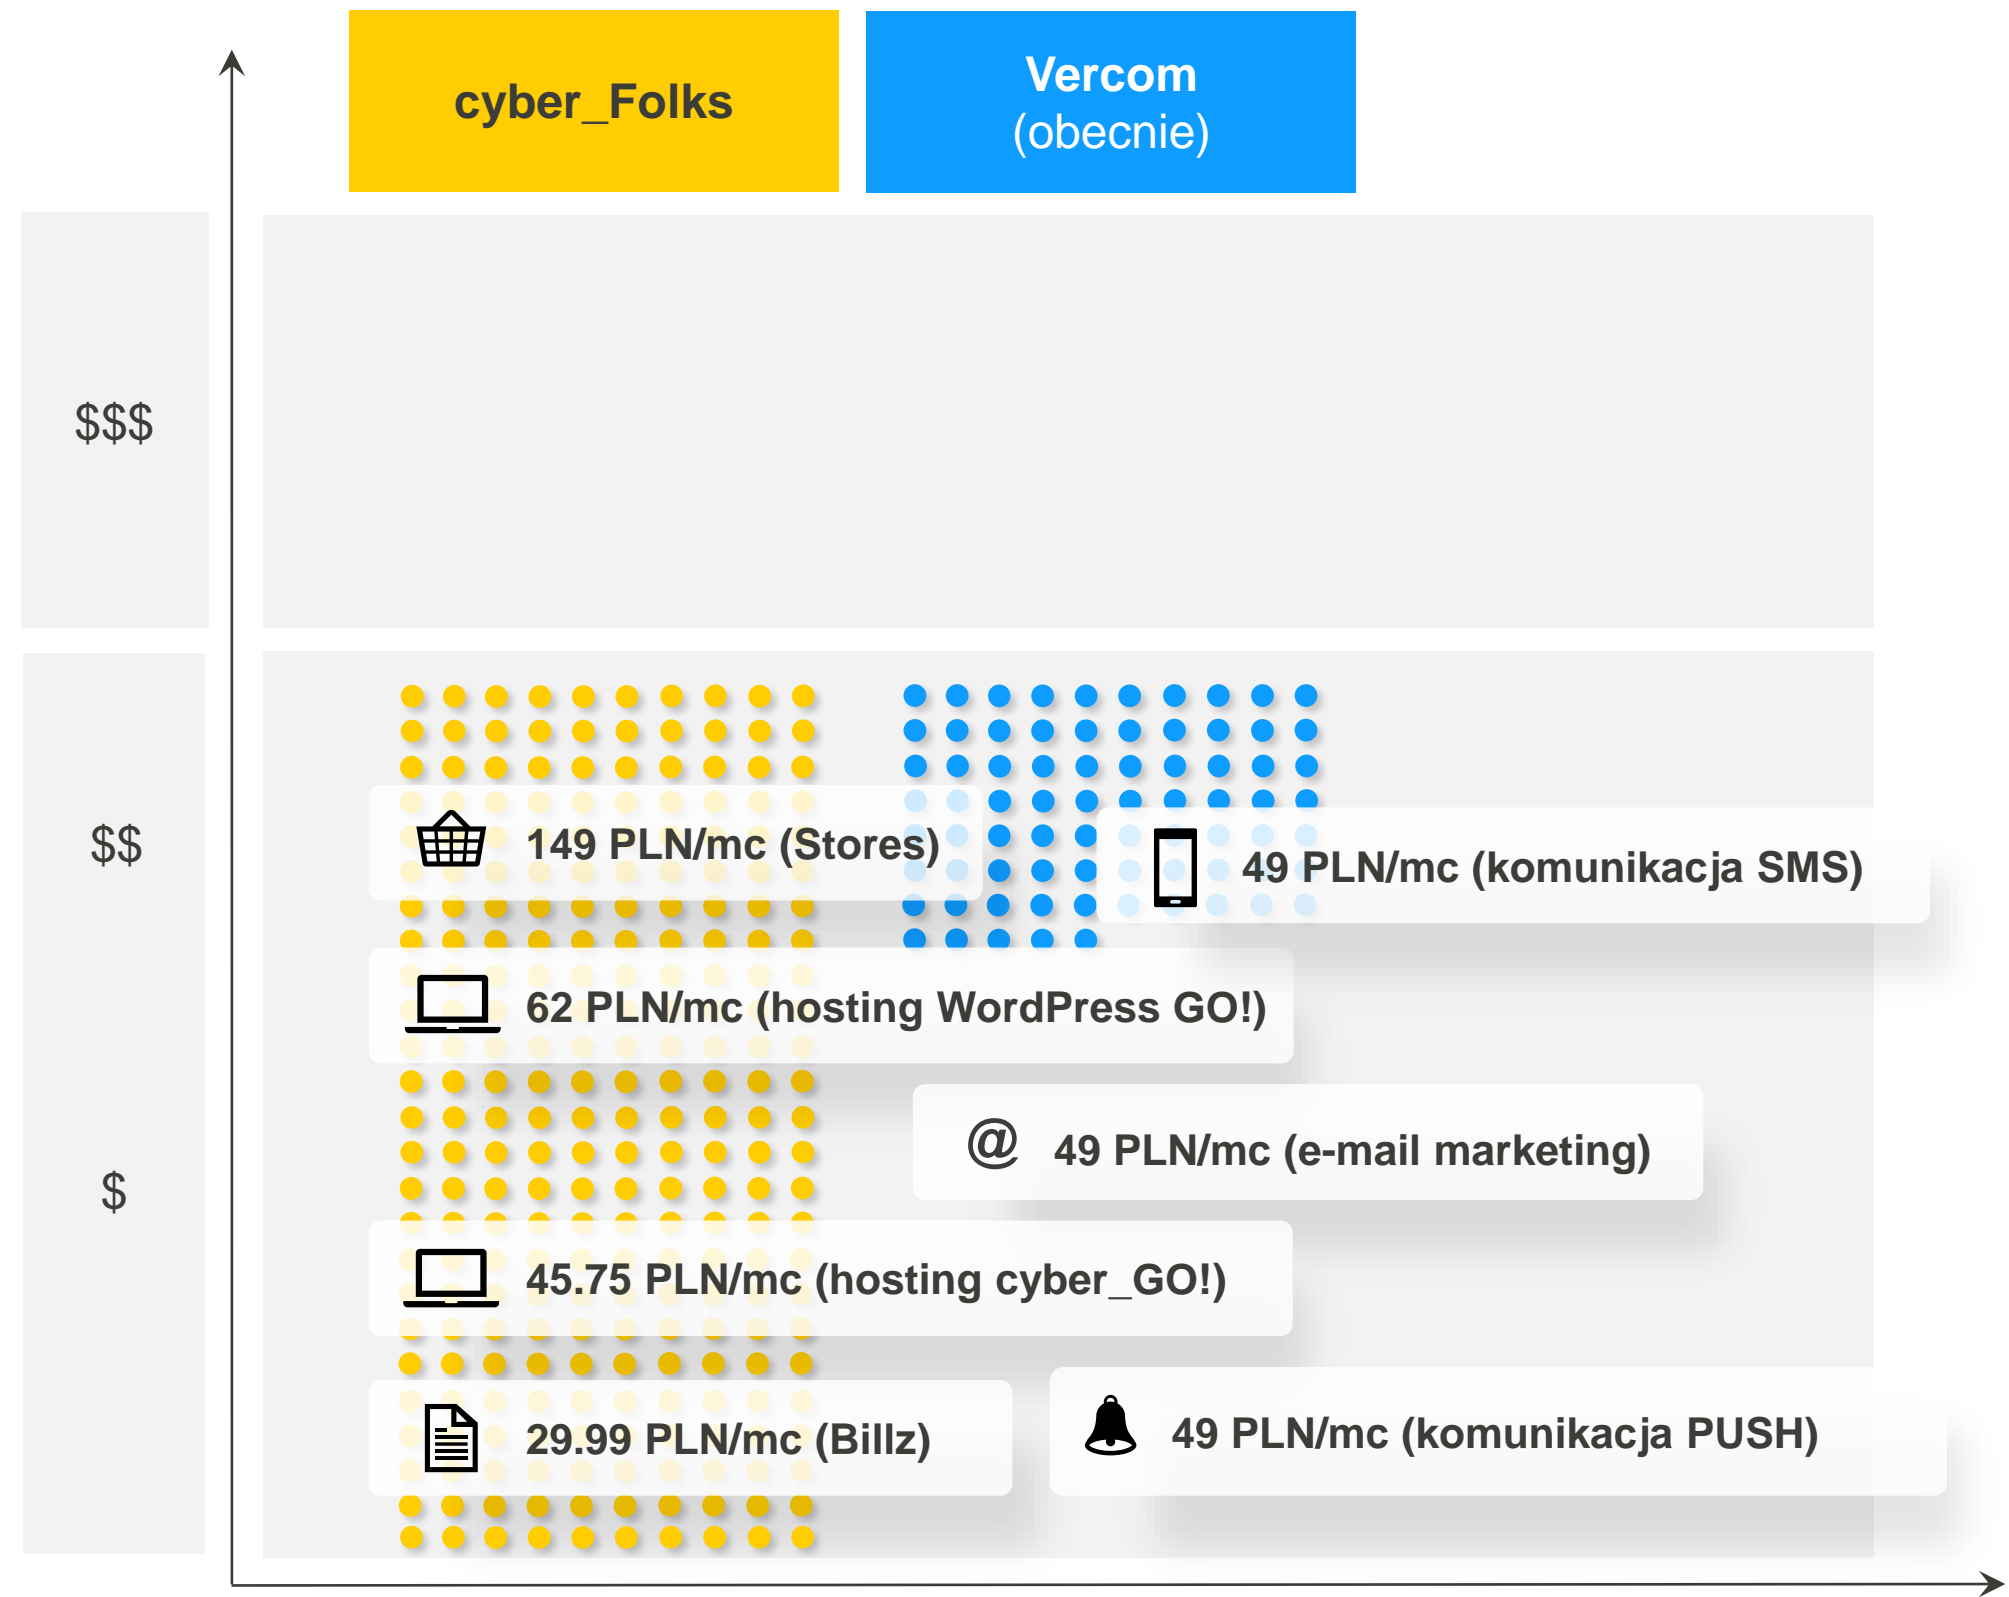 cyber_Folks
Vercom
(obecnie)
$$$
$$
$
149 PLN/mc (Stores)
49 PLN/mc (komunikacja SMS)
62 PLN/mc (hosting WordPress GO!)
@ 49 PLN/mc (e-mail marketing)
45.75 PLN/mc (hosting cyber_GO!)
29.99 PLN/mc (Billz)
49 PLN/mc (komunikacja PUSH)